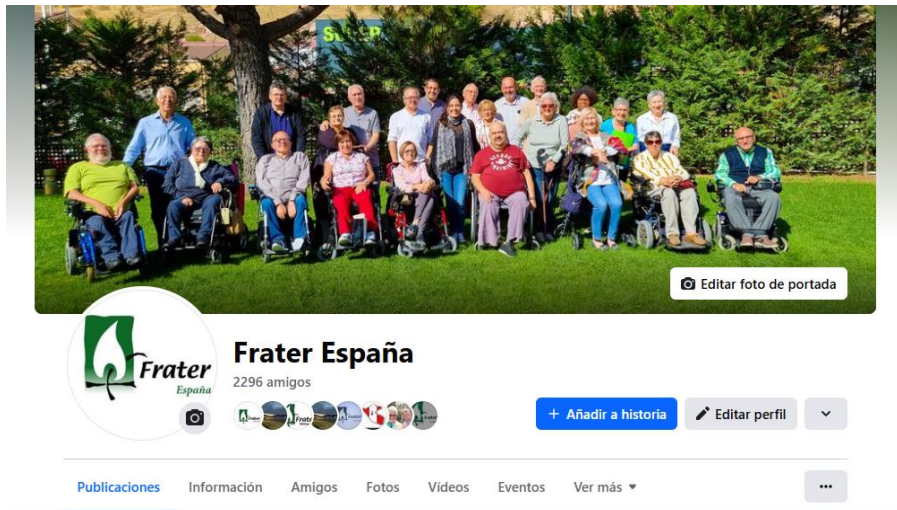 Editar foto de portada
Frater
España
Frater España
2296 amigos
+ Añadir a historia
Editar perfil
Publicaciones
Información
Amigos
Fotos
Vídeos
Eventos
Ver más